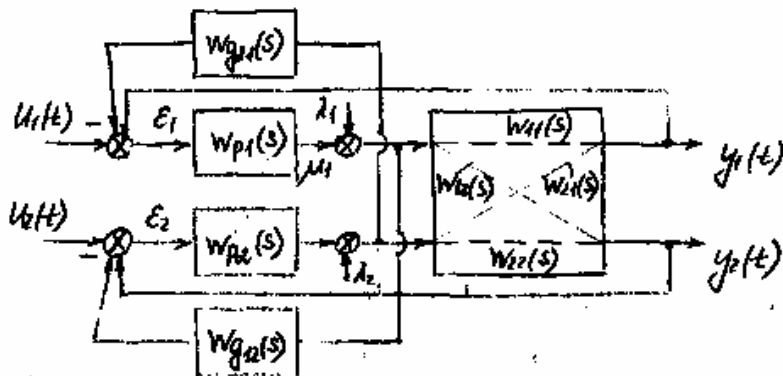 Wg11(s)
U1(t)
−
ε1
Wp1(s)
λ1
μ1
W11(s)
W12(s)
W21(s)
y1(t)
U2(t)
−
ε2
Wp2(s)
λ2
W22(s)
y2(t)
Wg12(s)